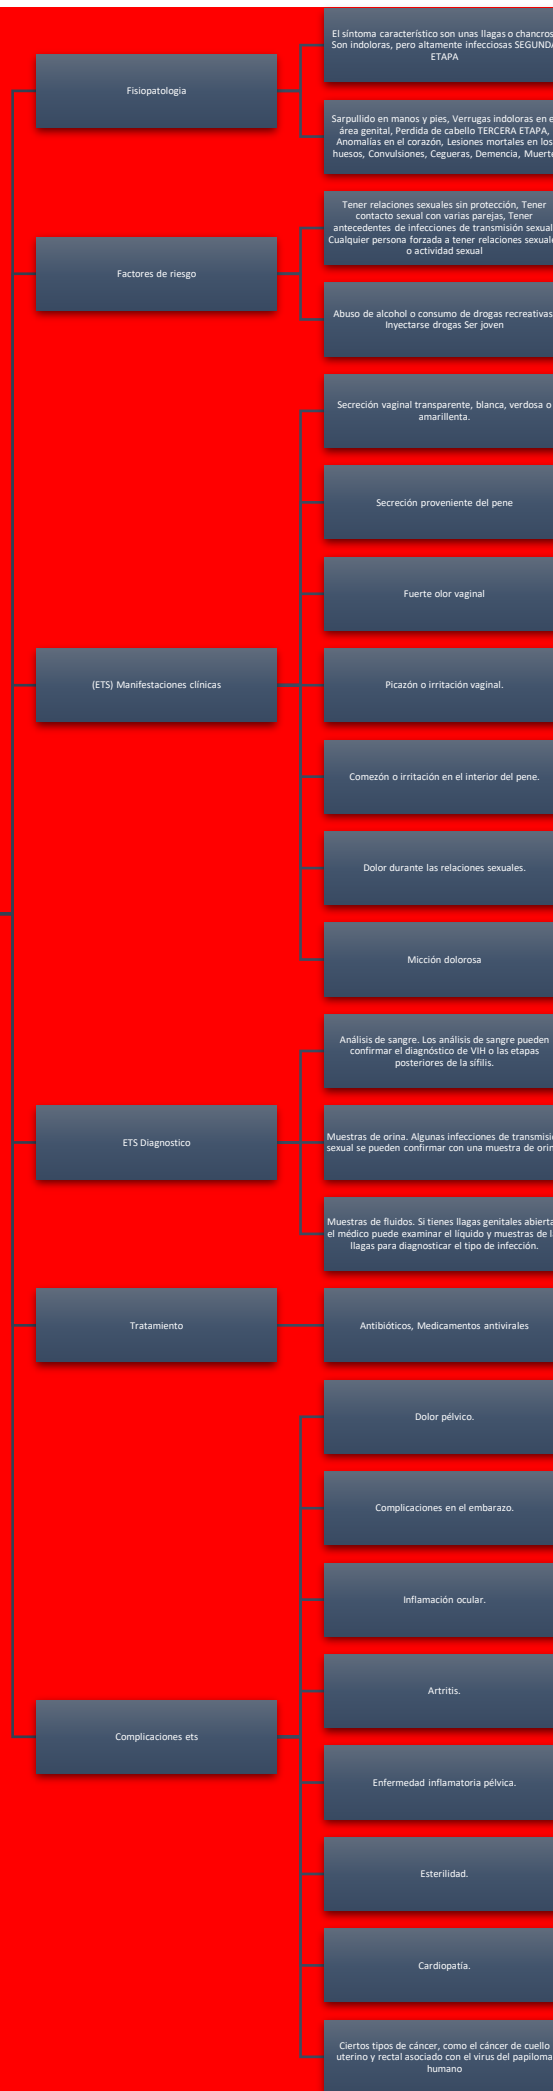 Fisiopatologia
El síntoma característico son unas llagas o chancros
Son indoloras, pero altamente infecciosas SEGUNDA
ETAPA
Sarpullido en manos y pies, Verrugas indoloras en el
área genital, Perdida de cabello TERCERA ETAPA,
Anomalías en el corazón, Lesiones mortales en los
huesos, Convulsiones, Cegueras, Demencia, Muerte
Factores de riesgo
Tener relaciones sexuales sin protección, Tener
contacto sexual con varias parejas, Tener
antecedentes de infecciones de transmisión sexual
Cualquier persona forzada a tener relaciones sexuales
o actividad sexual
Abuso de alcohol o consumo de drogas recreativas
Inyectarse drogas Ser joven
(ETS) Manifestaciones clínicas
Secreción vaginal transparente, blanca, verdosa o
amarillenta.
Secreción proveniente del pene
Fuerte olor vaginal
Picazón o irritación vaginal.
Comezón o irritación en el interior del pene.
Dolor durante las relaciones sexuales.
Micción dolorosa
ETS Diagnostico
Análisis de sangre. Los análisis de sangre pueden
confirmar el diagnóstico de VIH o las etapas
posteriores de la sífilis.
Muestras de orina. Algunas infecciones de transmisión
sexual se pueden confirmar con una muestra de orina
Muestras de fluidos. Si tienes llagas genitales abiertas
el médico puede examinar el líquido y muestras de
llagas para diagnosticar el tipo de infección.
Tratamiento
Antibióticos, Medicamentos antivirales
Complicaciones ets
Dolor pélvico.
Complicaciones en el embarazo.
Inflamación ocular.
Artritis.
Enfermedad inflamatoria pélvica.
Esterilidad.
Cardiopatía.
Ciertos tipos de cáncer, como el cáncer de cuello
uterino y rectal asociado con el virus del papiloma
humano